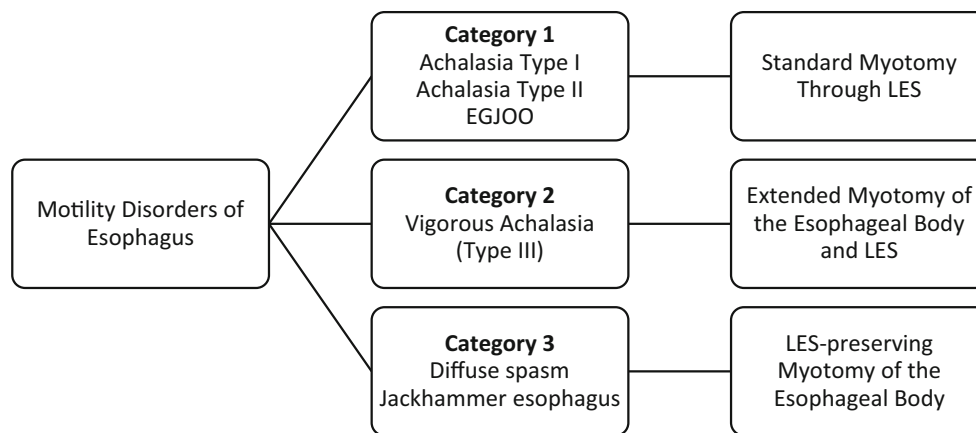 Motility Disorders of
Esophagus
Category 1
Achalasia Type I
Achalasia Type II
EGJOO
Standard Myotomy
Through LES
Category 2
Vigorous Achalasia
(Type III)
Extended Myotomy of
the Esophageal Body
and LES
Category 3
Diffuse spasm
Jackhammer esophagus
LES-preserving
Myotomy of the
Esophageal Body